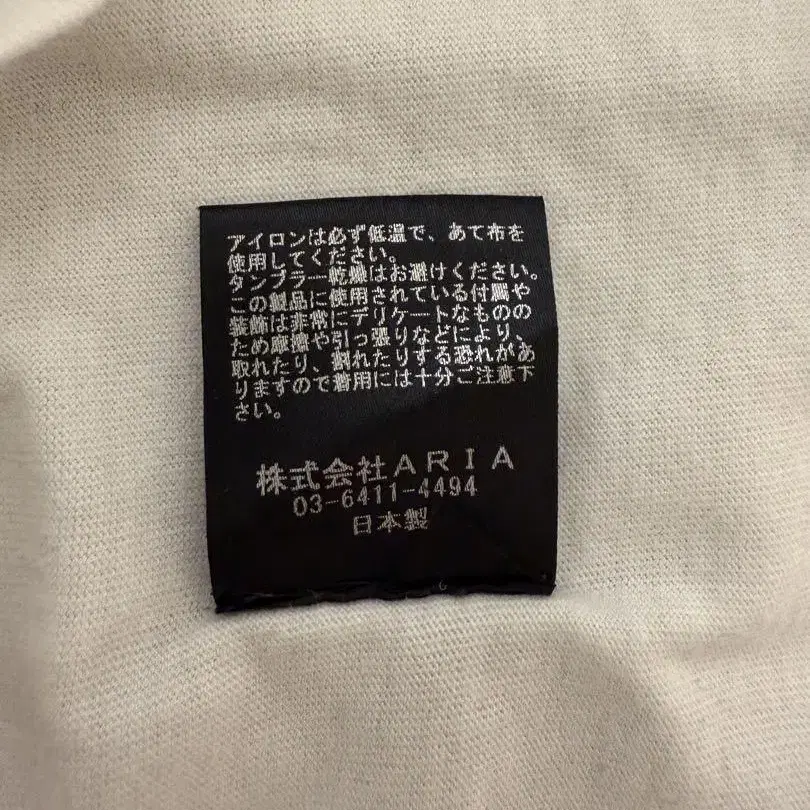 アイロンは必ず低温で、あて布を
使用してください。
タンブラー乾燥はお避けください。
この製品に使用されている付属や
装飾は非常にデリケートなものの
ため摩擦や引っ張りなどにより、
取れたり、割れたりする恐れがあ
りますので着用には十分ご注意下
さい。
株式会社ARIA
03-6411-4494
日本製